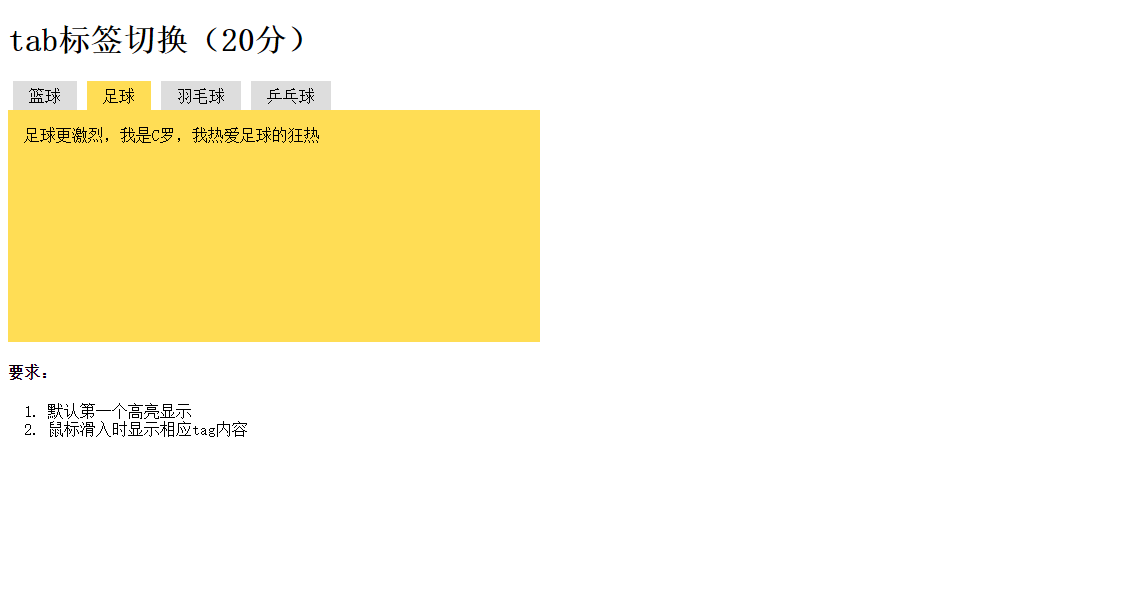 tab标签切换（20分）
篮球 足球 羽毛球 乒乓球
足球更激烈，我是C罗，我热爱足球的狂热
要求：
1. 默认第一个高亮显示
2. 鼠标滑入时显示相应tag内容